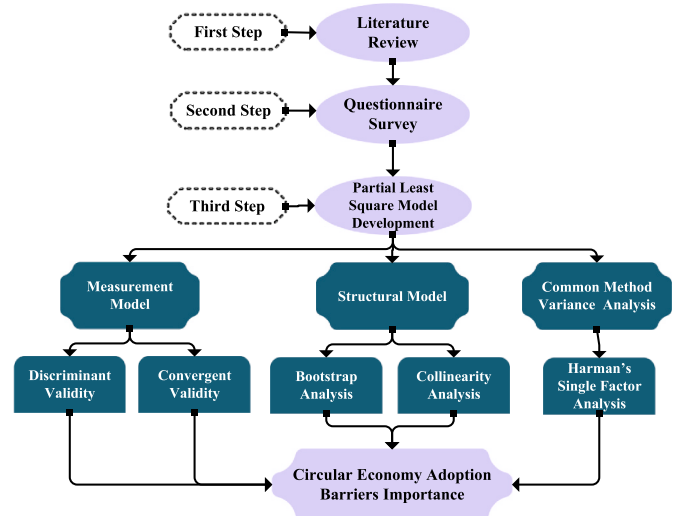 First Step
Literature
Review
Second Step
Questionnaire
Survey
Third Step
Partial Least
Square Model
Development
Measurement
Model
Structural Model
Common Method
Variance Analysis
Discriminant
Validity
Convergent
Validity
Bootstrap
Analysis
Collinearity
Analysis
Harman's
Single Factor
Analysis
Circular Economy Adoption
Barriers Importance